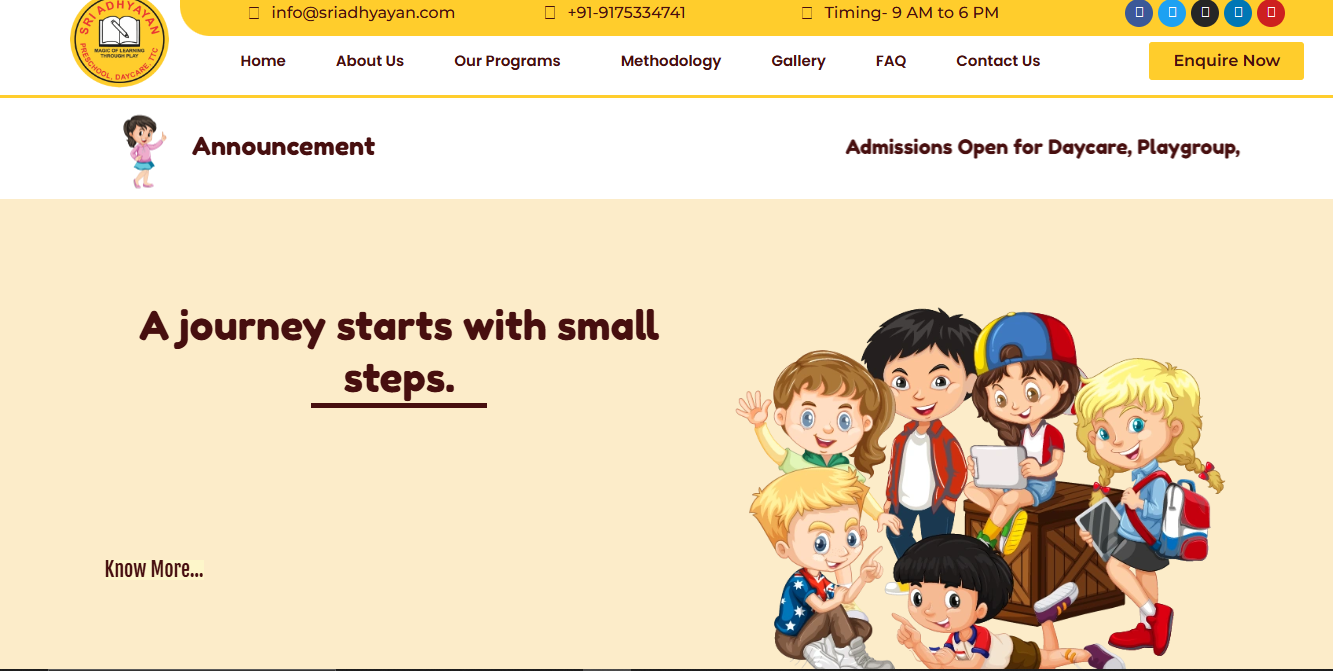 SRI ADHYAYAN
MAGIC OF LEARNING
THROUGH PLAY
PRESCHOOL, DAYCARE, TTC
info@sriadhyayan.com
+91-9175334741
Timing- 9 AM to 6 PM
Home
About Us
Our Programs
Methodology
Gallery
FAQ
Contact Us
Enquire Now
Announcement
Admissions Open for Daycare, Playgroup,
A journey starts with small
steps.
Know More...